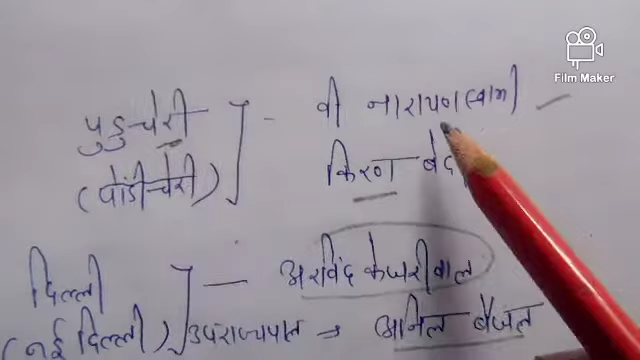 Film Maker
पुडुचेरी - वी नारायणस्वामी
(पोंडीचेरी) किरण
दिल्ली — अरविंद केजरीवाल
(नई दिल्ली) उपराज्यपाल → अनिल बैजल